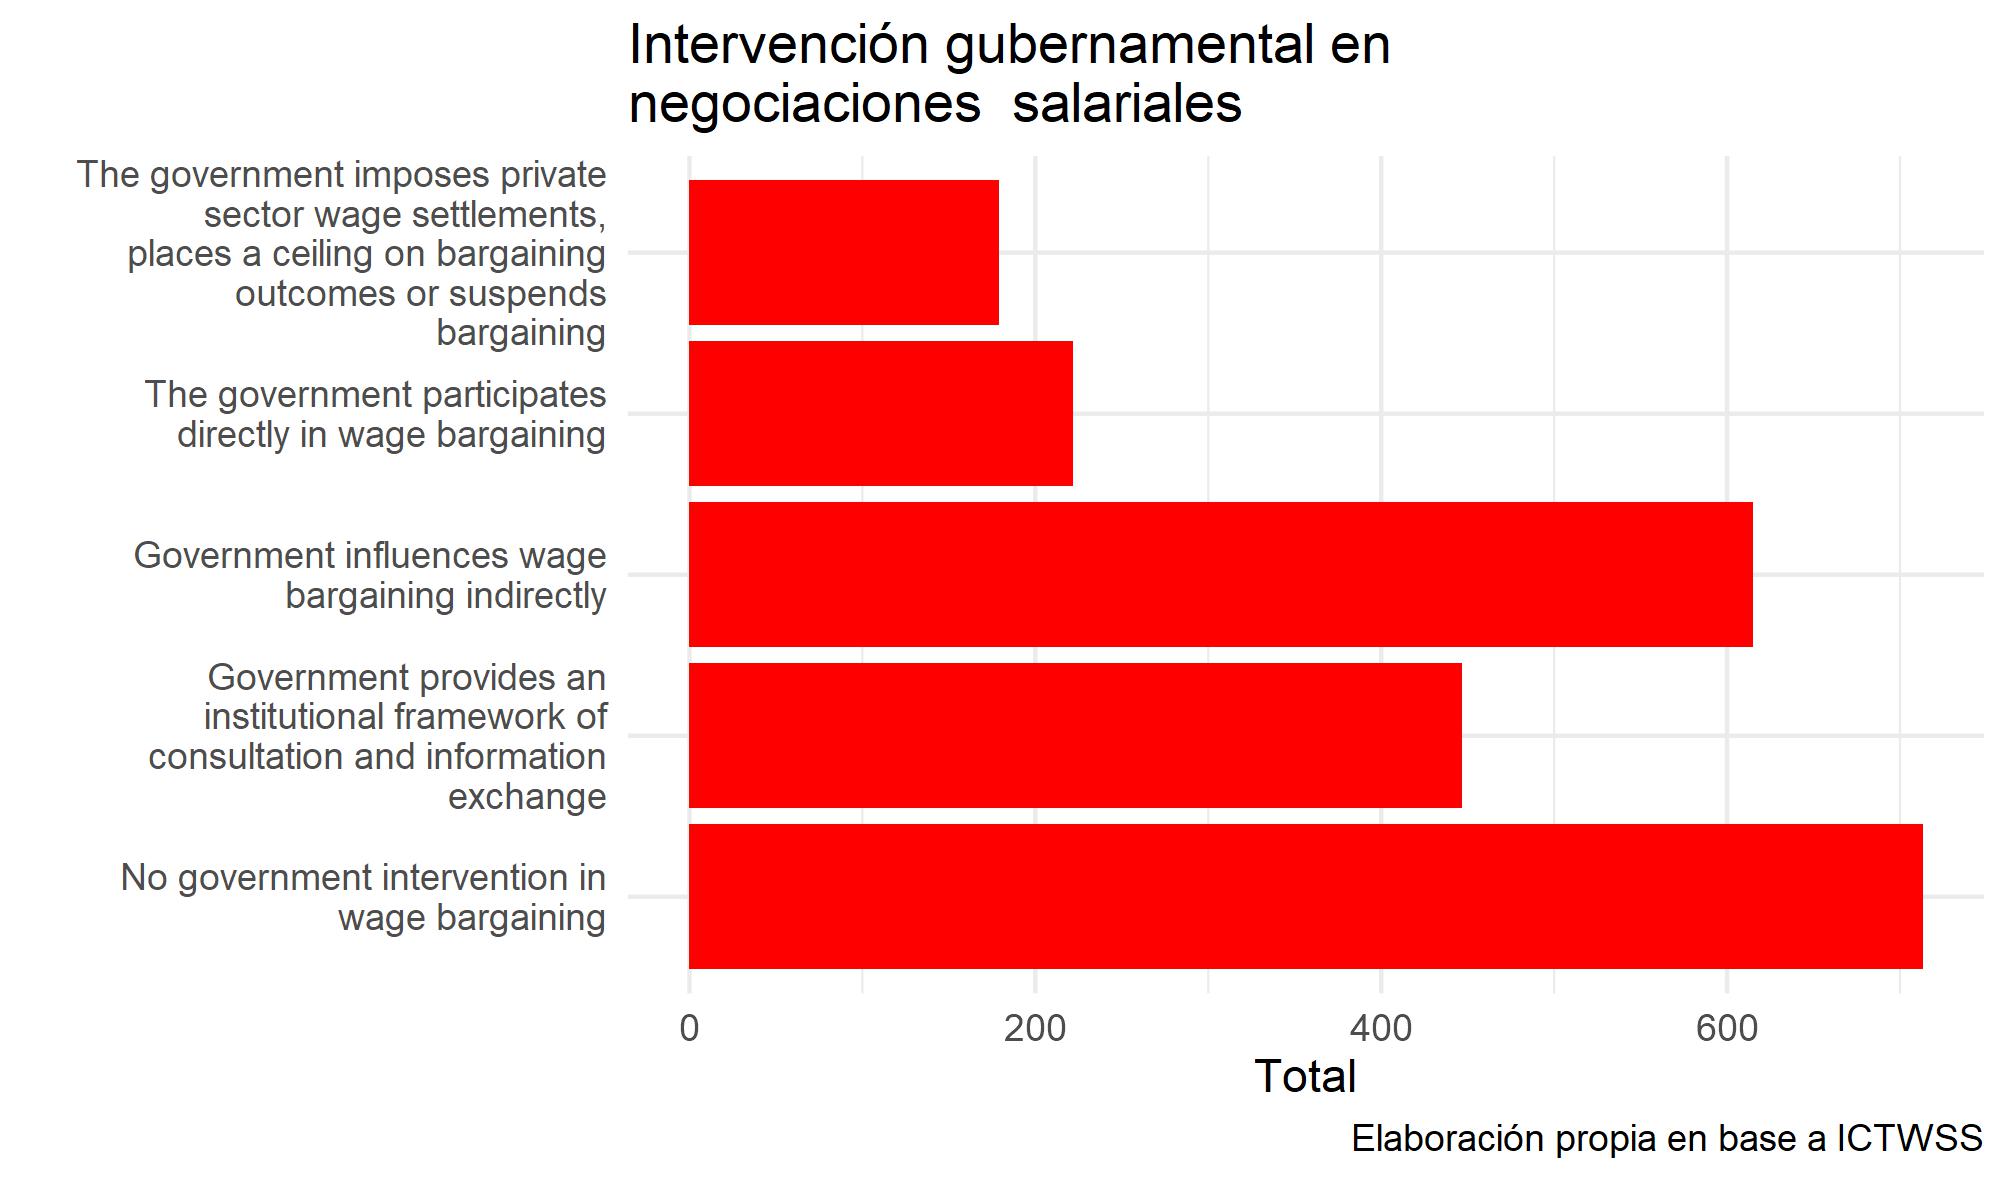 Intervención gubernamental en
negociaciones  salariales
The government imposes private
sector wage settlements,
places a ceiling on bargaining
outcomes or suspends
bargaining
The government participates
directly in wage bargaining
Government influences wage
bargaining indirectly
Government provides an
institutional framework of
consultation and information
exchange
No government intervention in
wage bargaining
0 200 400 600
Total
Elaboración propia en base a ICTWSS